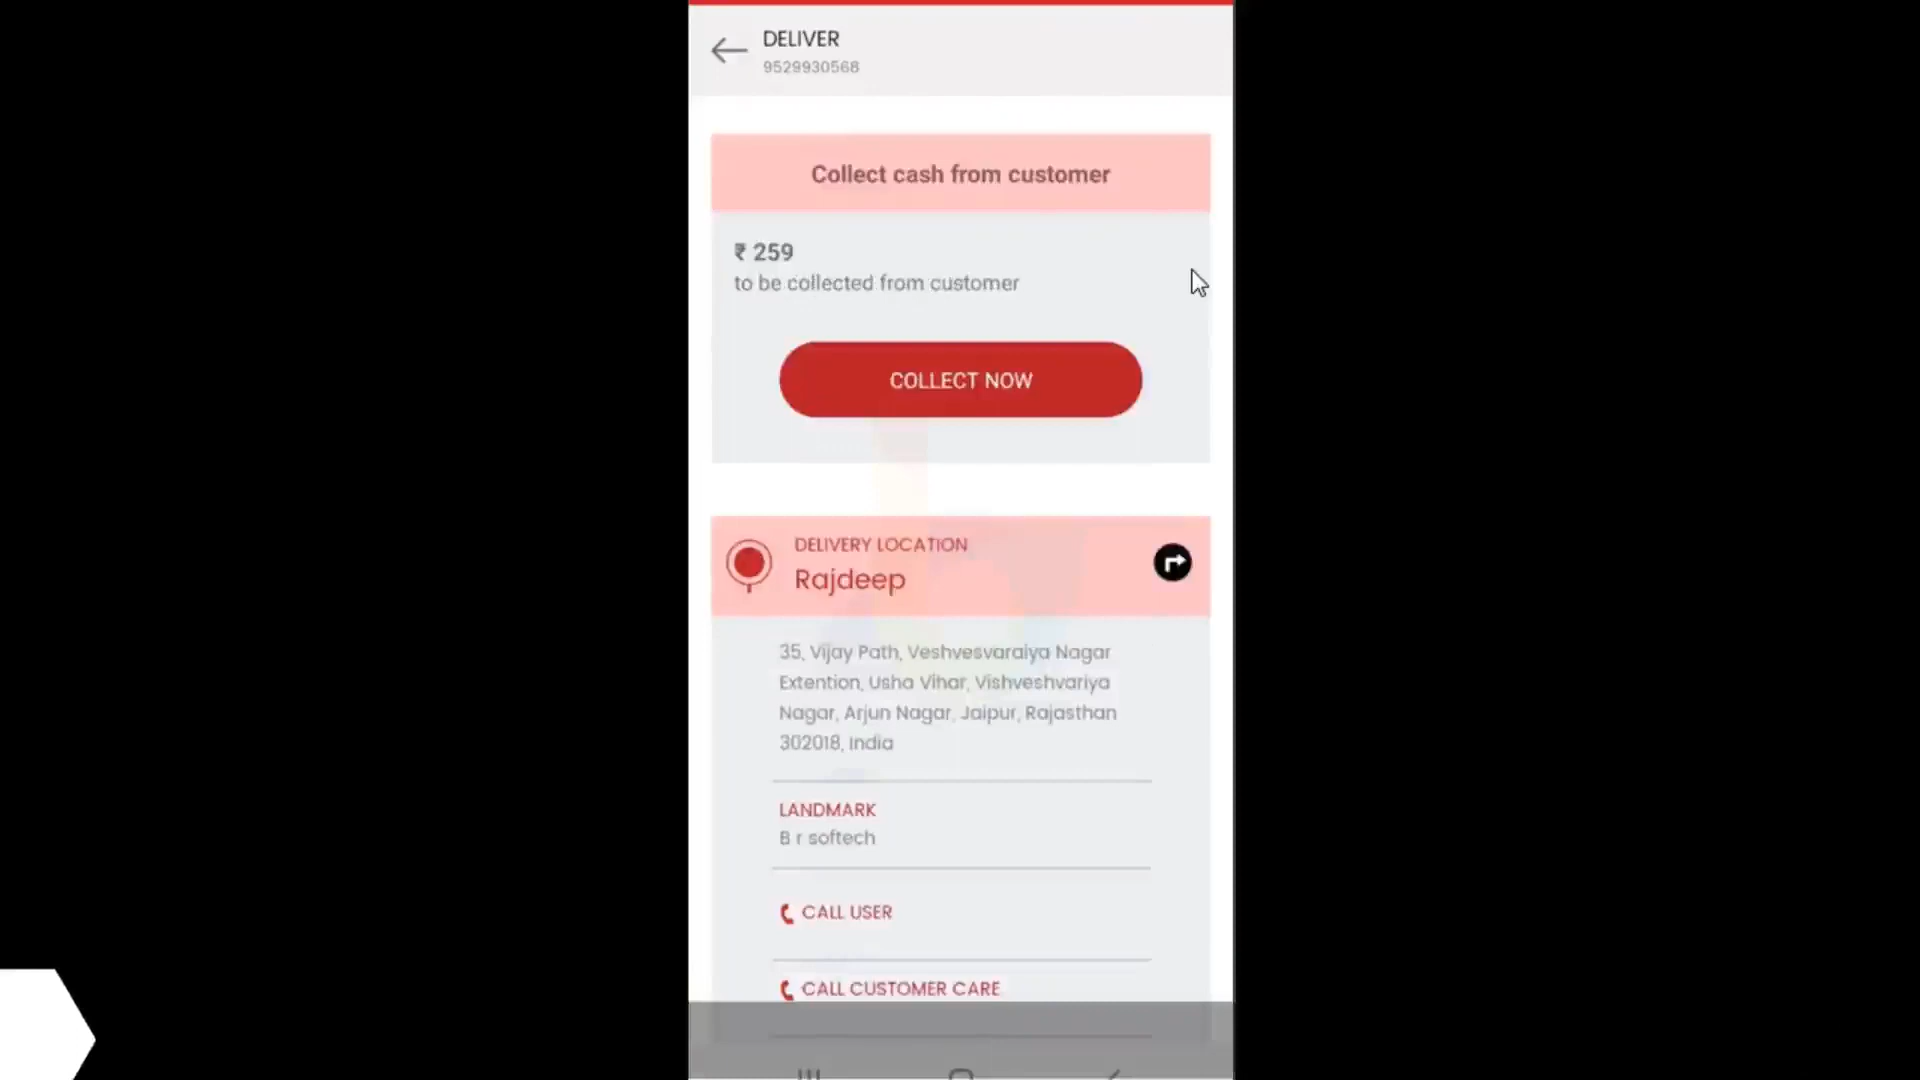 DELIVER
9529930568
Collect cash from customer
₹ 259
to be collected from customer
COLLECT NOW
DELIVERY LOCATION
Rajdeep
35, Vijay Path, Veshvesvaraiya Nagar
Extention, Usha Vihar, Vishveshvariya
Nagar, Arjun Nagar, Jaipur, Rajasthan
302018, India
LANDMARK
B r softech
CALL USER
CALL CUSTOMER CARE